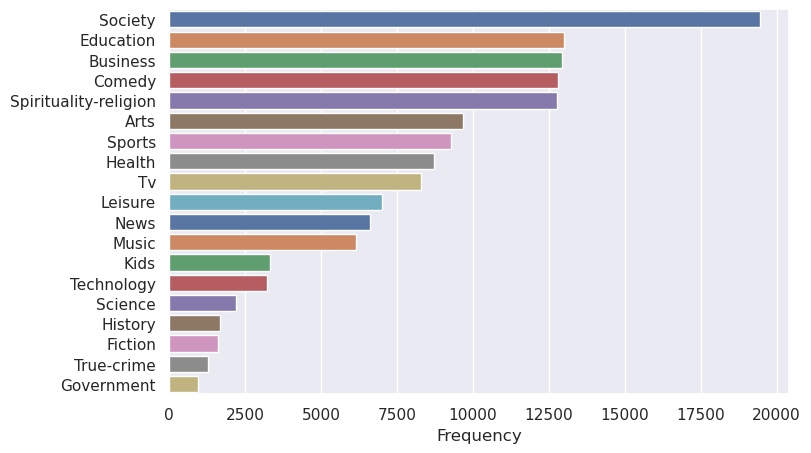 Society
Education
Business
Comedy
Spirituality-religion
Arts
Sports
Health
Tv
Leisure
News
Music
Kids
Technology
Science
History
Fiction
True-crime
Government
0 2500 5000 7500 10000 12500 15000 17500 20000
Frequency